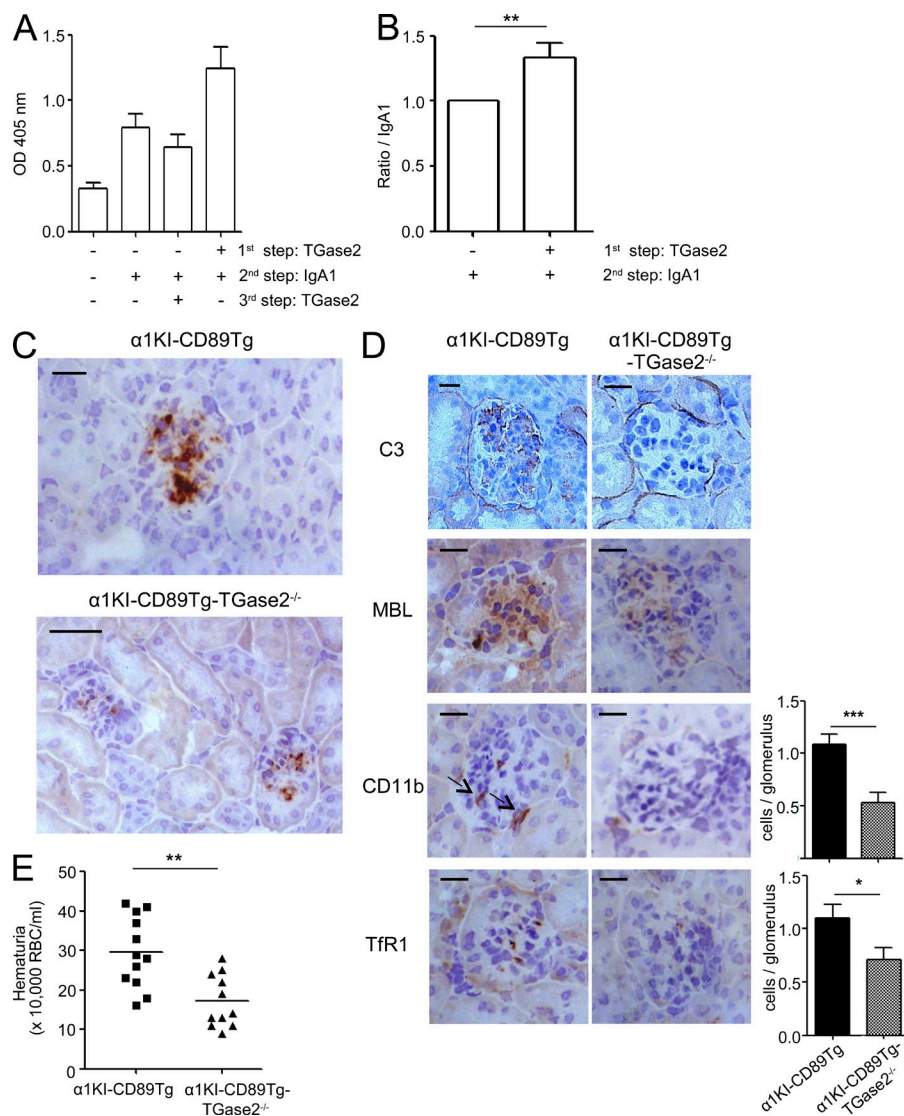 A
OD 405 nm
1.5
1.0
0.5
0.0
- - - + 1st step: TGase2
- + + + 2nd step: IgA1
- - + - 3rd step: TGase2
B
**
Ratio / IgA1
1.5
1.0
0.5
0.0
- + 1st step: TGase2
+ + 2nd step: IgA1
C
α1KI-CD89Tg
α1KI-CD89Tg-TGase2-/-
D
α1KI-CD89Tg
α1KI-CD89Tg
-TGase2-/-
C3
MBL
CD11b
1.5
1.0
0.5
0.0
cells / glomerulus
***
TfR1
1.5
1.0
0.5
0.0
cells / glomerulus
*
α1KI-CD89Tg
α1KI-CD89Tg-
TGase2-/-
E
**
Hematuria
(x 10,000 RBC/ml)
50
40
30
20
10
0
α1KI-CD89Tg
α1KI-CD89Tg-
TGase2-/-